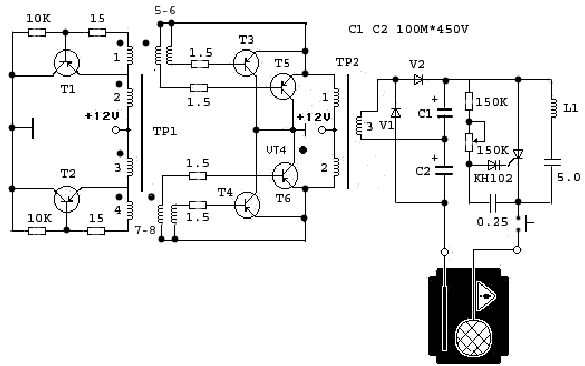 5-6
10K 15
C1 C2 100M*450V
T3
1.5
1
T1
T5
TP2
V2
2
1.5
1
+12V
+12V
TP1
3 V1
C1
150K
L1
T2
3
1.5
VT4
2
C2
150K
KH102
5.0
T4
T6
4
1.5
10K 15
7-8
0.25